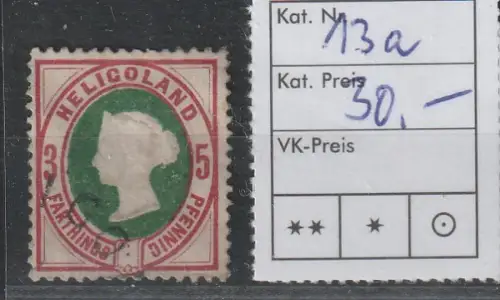 HELIGOLAND
3 5
FARTHINGS PFENNIG
Kat. Nr.
13a
Kat. Preis
30,—
VK-Preis
** * ⊙